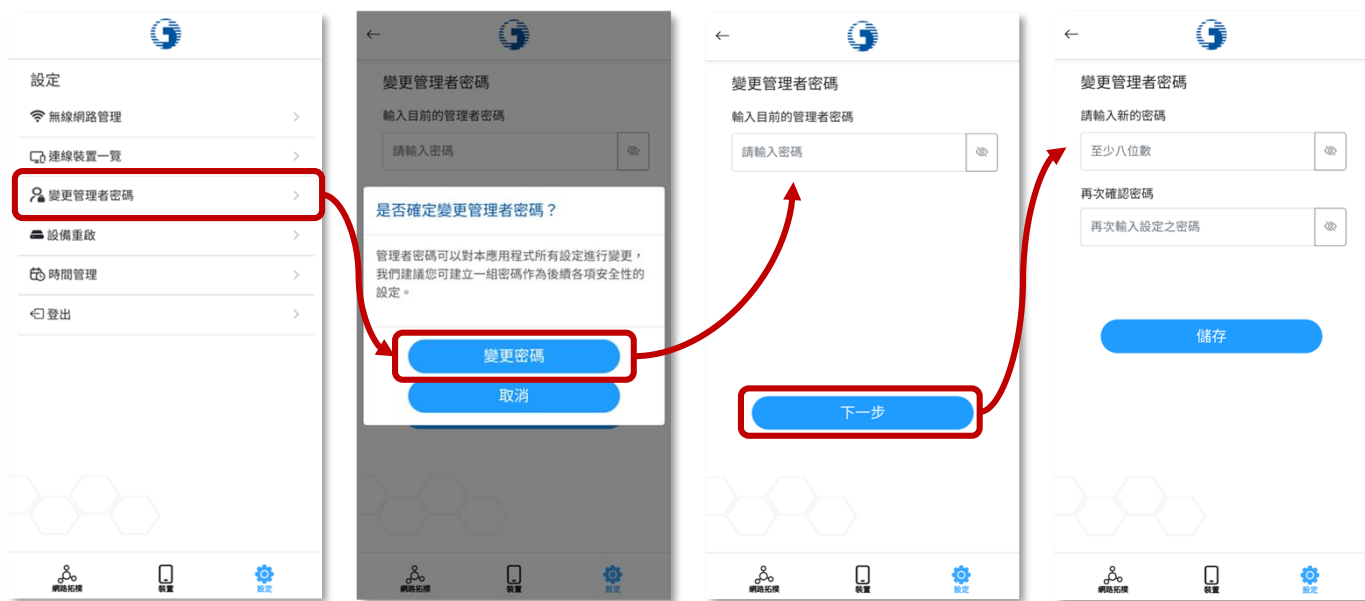 設定
無線網路管理
連線裝置一覽
變更管理者密碼
設備重啟
時間管理
登出
網路拓樸
裝置
設定
變更管理者密碼
輸入目前的管理者密碼
請輸入密碼
是否確定變更管理者密碼？
管理者密碼可以對本應用程式所有設定進行變更，
我們建議您可建立一組密碼作為後續各項安全性的
設定。
變更密碼
取消
網路拓樸
裝置
設定
變更管理者密碼
輸入目前的管理者密碼
請輸入密碼
下一步
網路拓樸
裝置
設定
變更管理者密碼
請輸入新的密碼
至少八位數
再次確認密碼
再次輸入設定之密碼
儲存
網路拓樸
裝置
設定